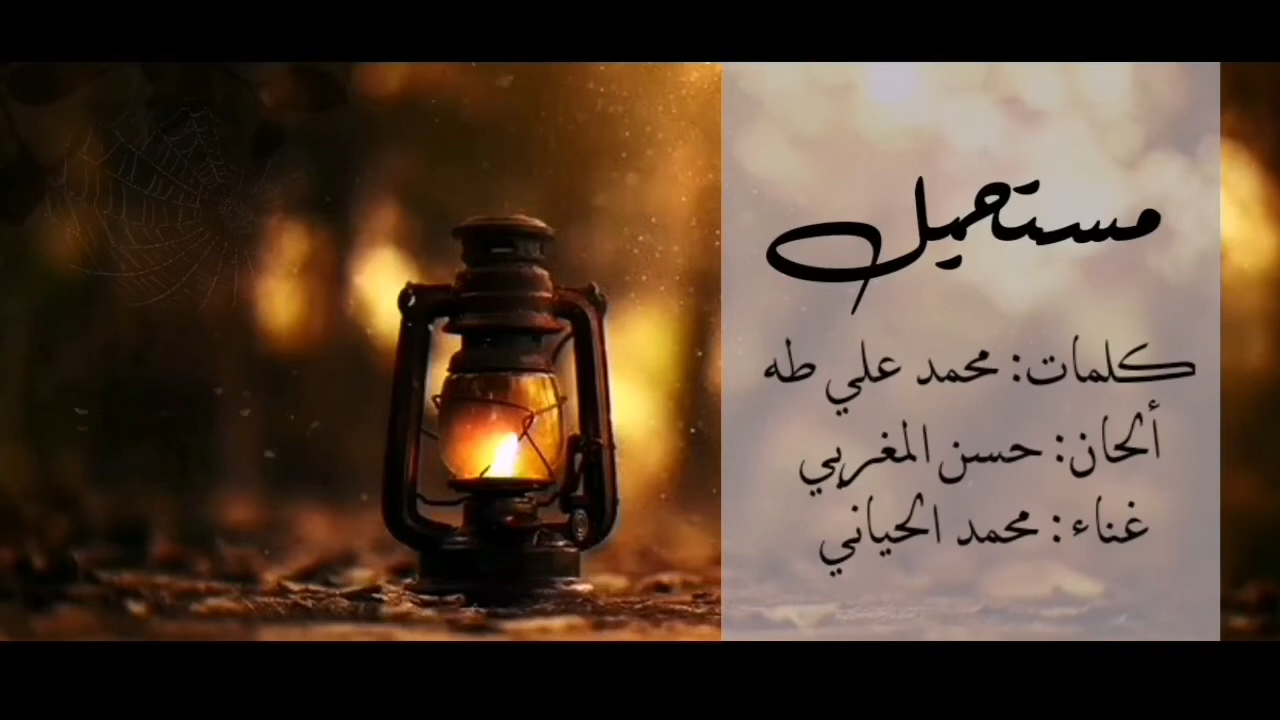 مستحيل
كلمات: محمد علي طه
ألحان: حسن المغربي
غناء: محمد الحياني